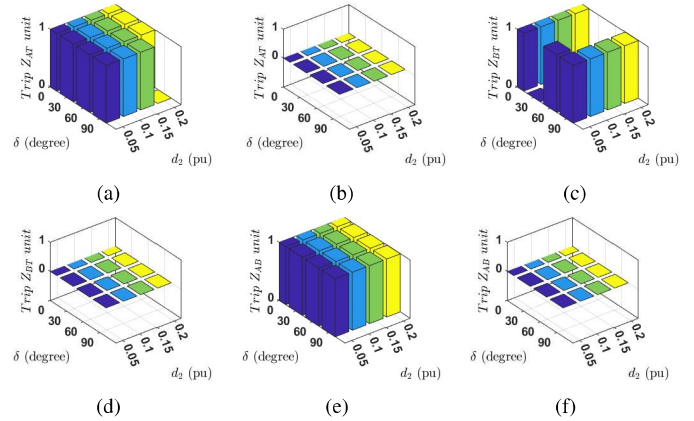 1
Trip Z_AT unit
0
0
30
60
90
δ (degree)
0.05
0.1
0.15
0.2
d_2 (pu)
(a)
1
Trip Z_AT unit
0
30
60
90
δ (degree)
0.05
0.1
0.15
0.2
d_2 (pu)
(b)
1
Trip Z_BT unit
0
0
30
60
90
δ (degree)
0.05
0.1
0.15
0.2
d_2 (pu)
(c)
1
Trip Z_BT unit
0
0
30
60
90
δ (degree)
0.05
0.1
0.15
0.2
d_2 (pu)
(d)
1
Trip Z_AB unit
0
0
30
60
90
δ (degree)
0.05
0.1
0.15
0.2
d_2 (pu)
(e)
1
Trip Z_AB unit
0
0
30
60
90
δ (degree)
0.05
0.1
0.15
0.2
d_2 (pu)
(f)